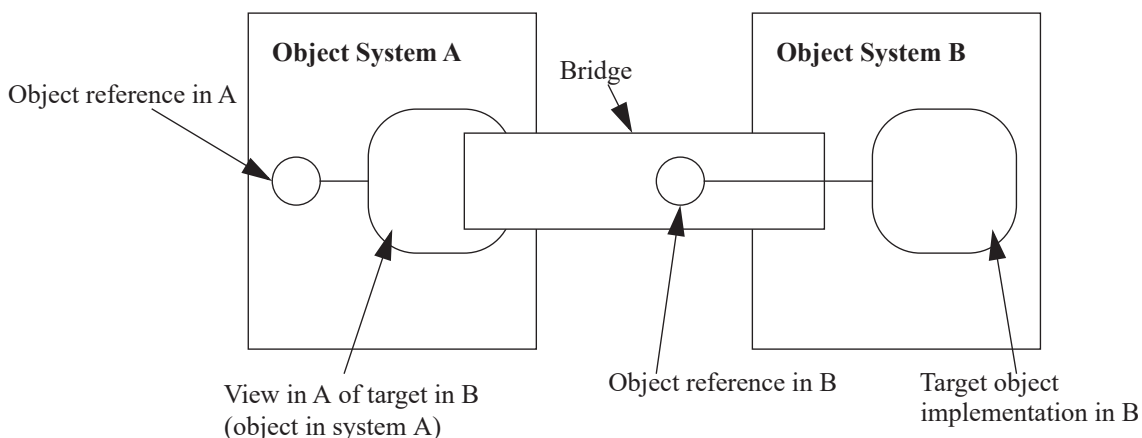 Object System A
Object System B
Bridge
Object reference in A
View in A of target in B
(object in system A)
Object reference in B
Target object
implementation in B